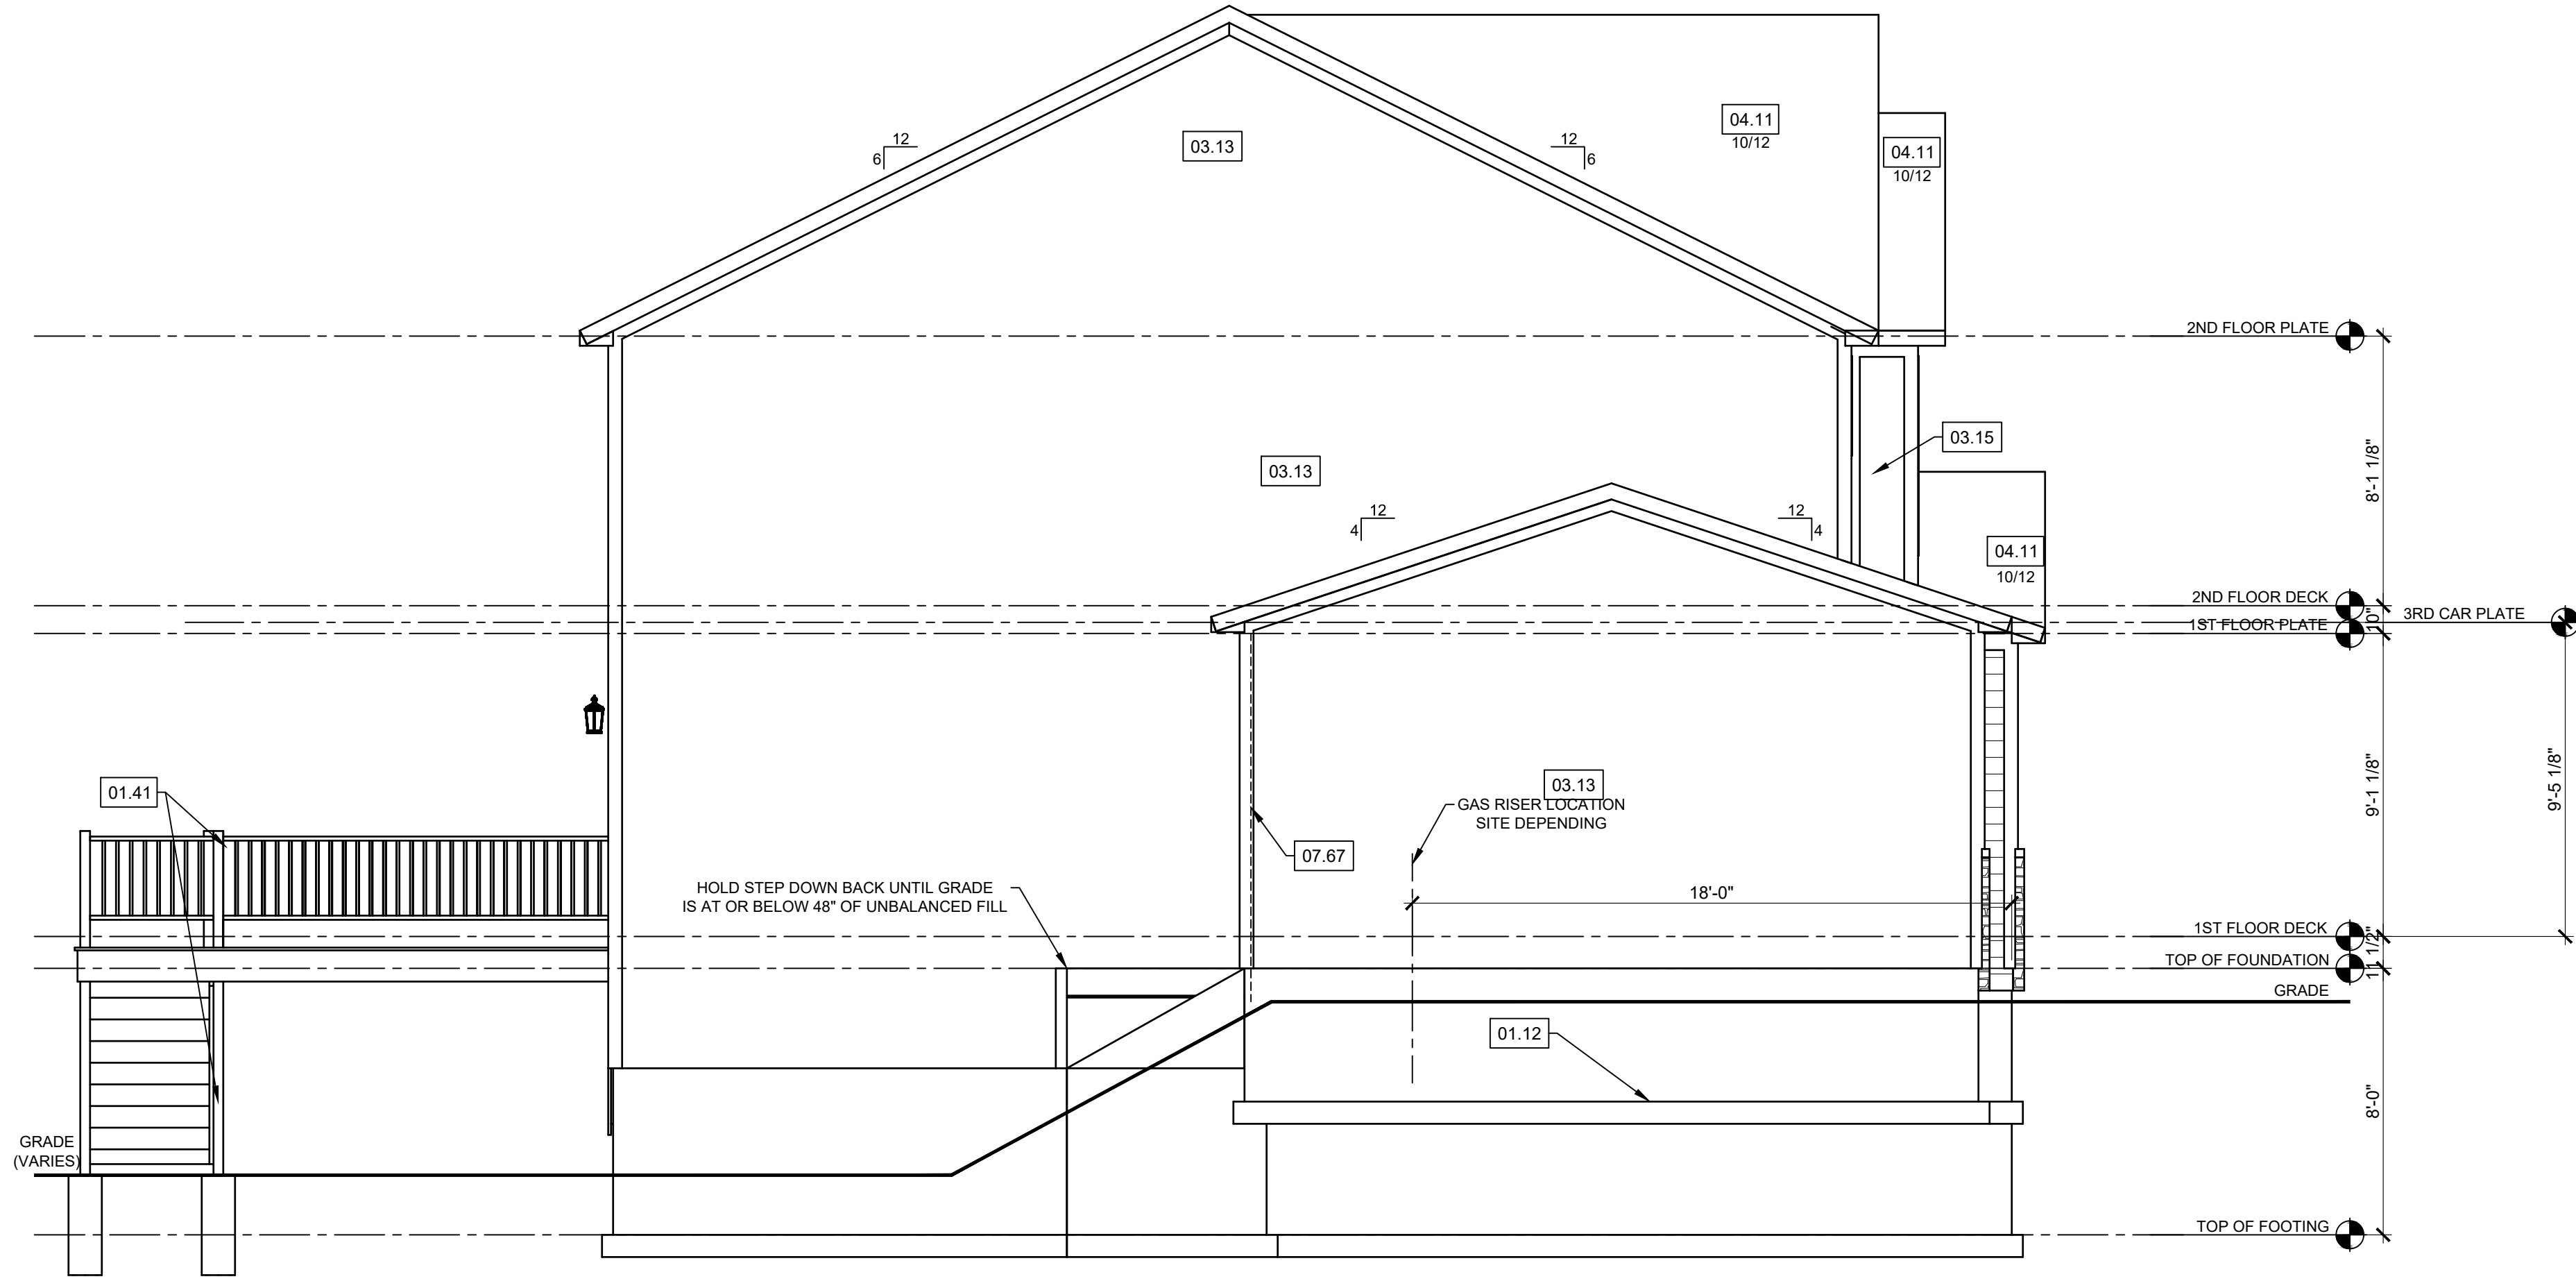 04.11
10/12
12
6
03.13
12
6
04.11
10/12
2ND FLOOR PLATE
03.15
8'-1 1/8"
03.13
12
4
12
4
04.11
10/12
2ND FLOOR DECK
10"
3RD CAR PLATE
1ST FLOOR PLATE
01.41
03.13
GAS RISER LOCATION
SITE DEPENDING
9'-1 1/8"
9'-5 1/8"
07.67
HOLD STEP DOWN BACK UNTIL GRADE
IS AT OR BELOW 48" OF UNBALANCED FILL
18'-0"
1ST FLOOR DECK
11 1/2"
TOP OF FOUNDATION
GRADE
01.12
8'-0"
GRADE
(VARIES)
TOP OF FOOTING